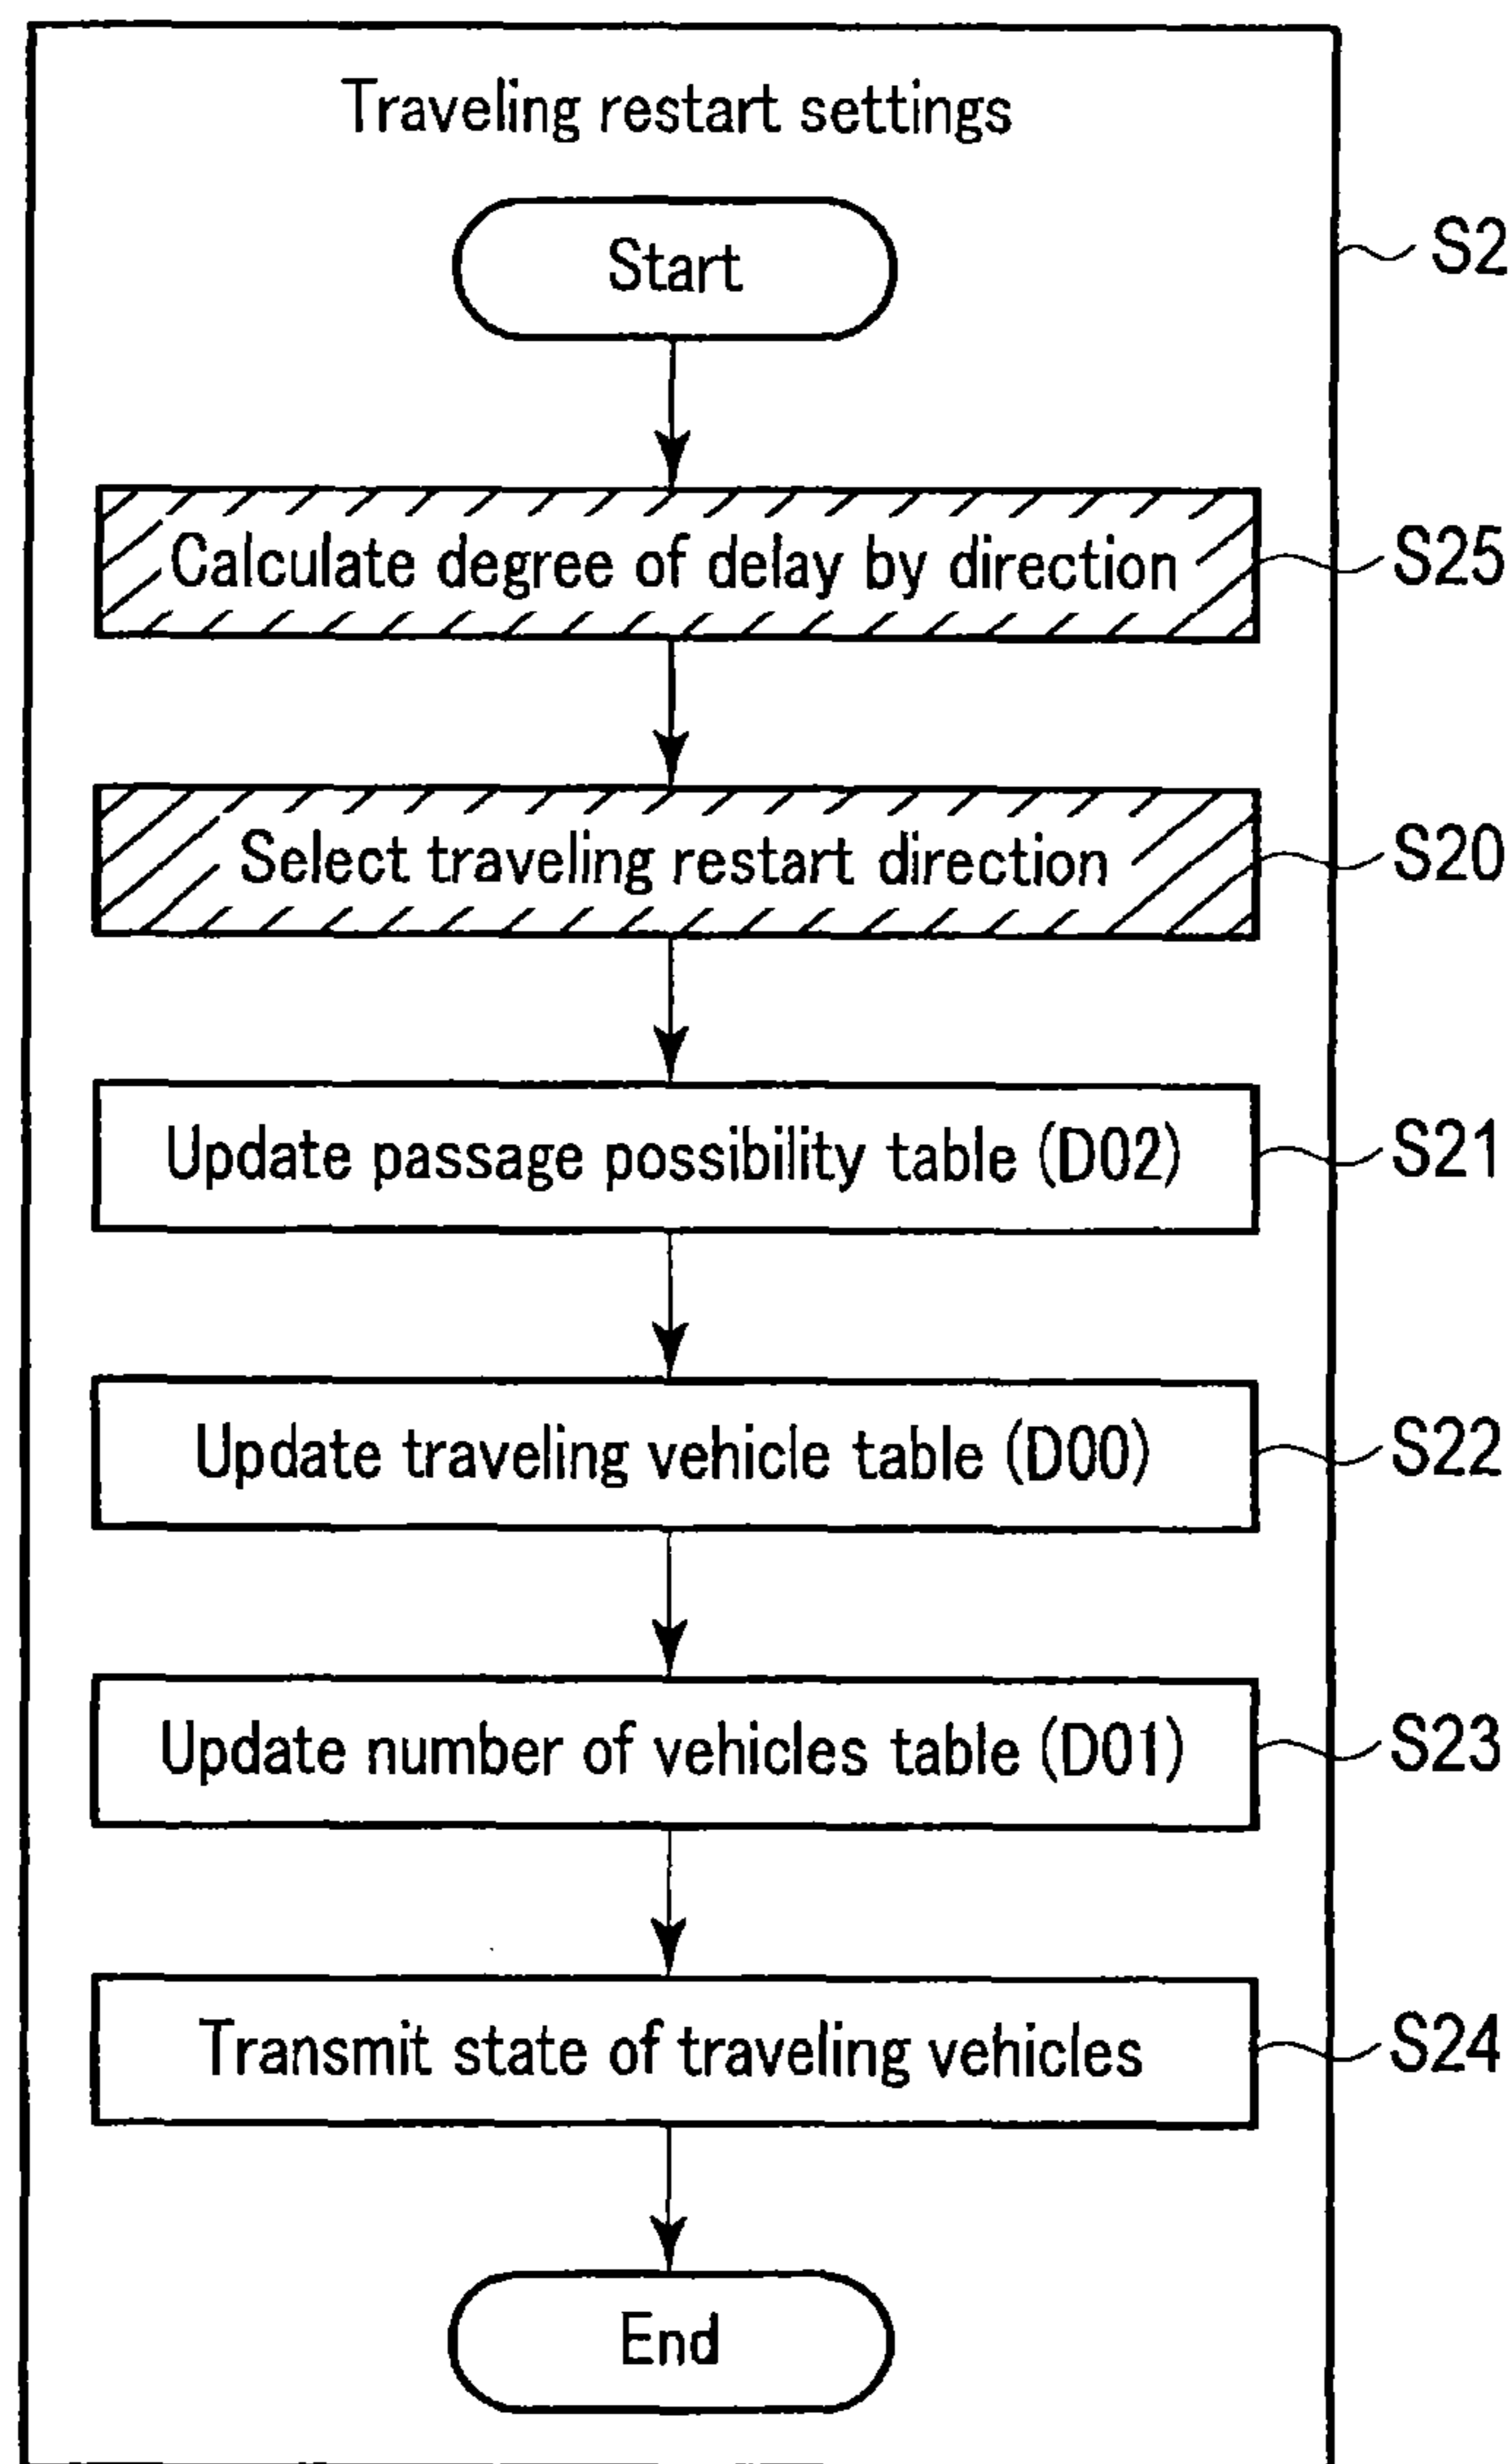 Traveling restart settings
Start
S2
Calculate degree of delay by direction
S25
Select traveling restart direction
S20
Update passage possibility table (D02)
S21
Update traveling vehicle table (D00)
S22
Update number of vehicles table (D01)
S23
Transmit state of traveling vehicles
S24
End